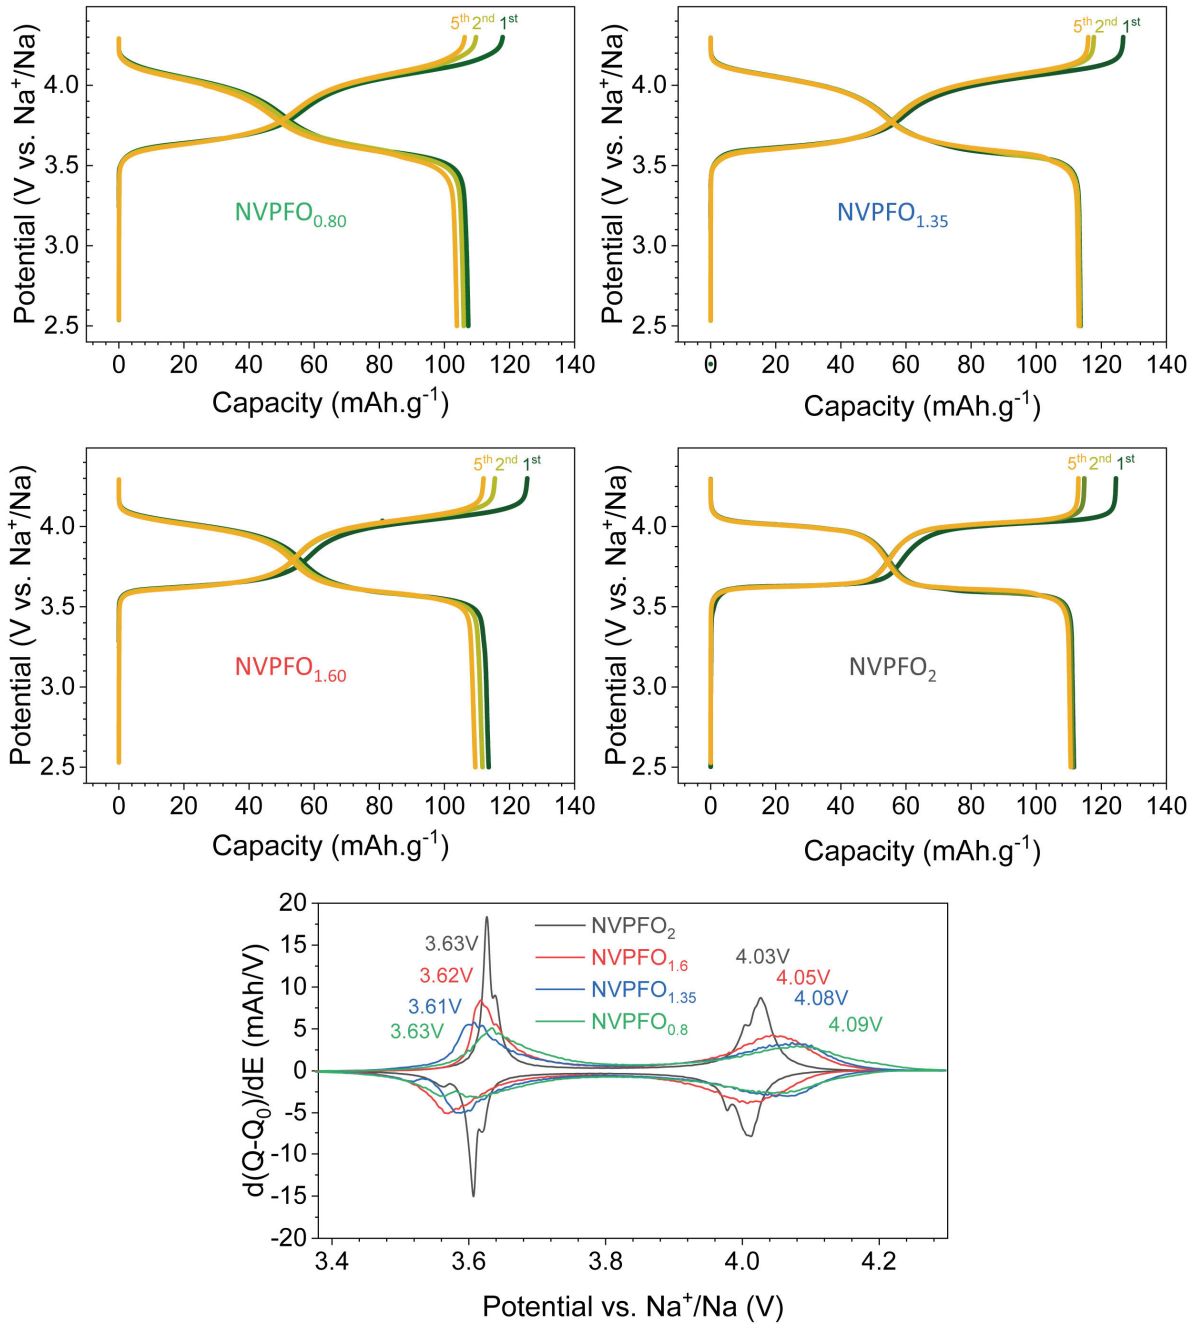 5th 2nd 1st
4.0
3.5
3.0
2.5
Potential (V vs. Na+/Na)
NVPFO0.80
0 20 40 60 80 100 120 140
Capacity (mAh.g-1)
5th 2nd 1st
4.0
3.5
3.0
2.5
Potential (V vs. Na+/Na)
NVPFO1.35
0 20 40 60 80 100 120 140
Capacity (mAh.g-1)
5th 2nd 1st
4.0
3.5
3.0
2.5
Potential (V vs. Na+/Na)
NVPFO1.60
0 20 40 60 80 100 120 140
Capacity (mAh.g-1)
5th 2nd 1st
4.0
3.5
3.0
2.5
Potential (V vs. Na+/Na)
NVPFO2
0 20 40 60 80 100 120 140
Capacity (mAh.g-1)
20
15
10
5
0
-5
-10
-15
-20
d(Q-Q0)/dE (mAh/V)
NVPFO2
NVPFO1.6
NVPFO1.35
NVPFO0.8
3.63V
3.62V
3.61V
3.63V
4.03V
4.05V
4.08V
4.09V
3.4 3.6 3.8 4.0 4.2
Potential vs. Na+/Na (V)